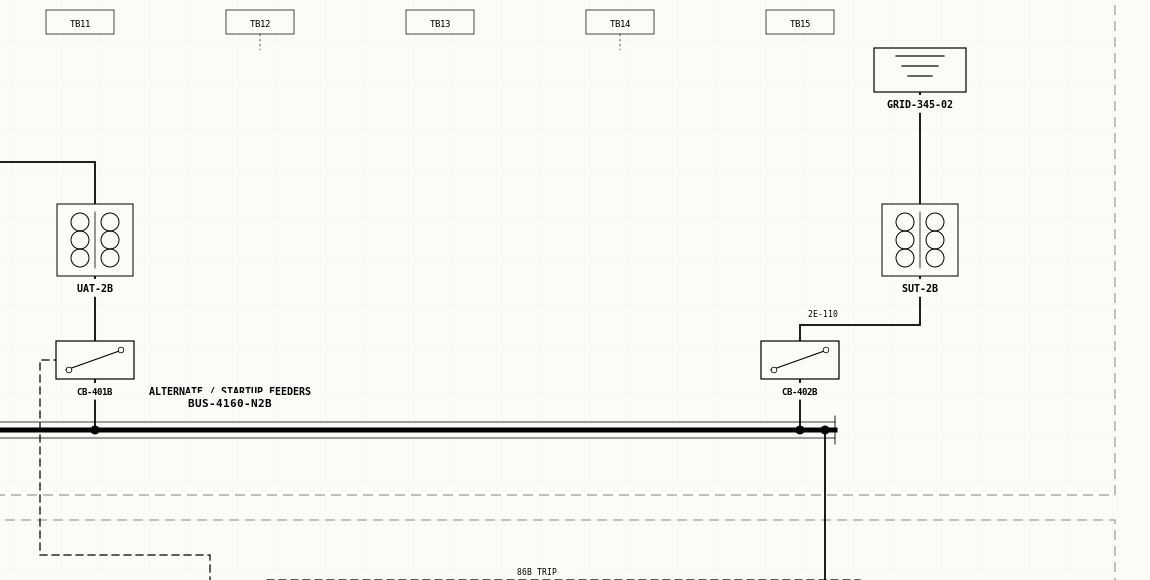 TB11
TB12
TB13
TB14
TB15
GRID-345-02
UAT-2B
SUT-2B
2E-110
CB-401B
ALTERNATE / STARTUP FEEDERS
CB-402B
BUS-4160-N2B
86B TRIP